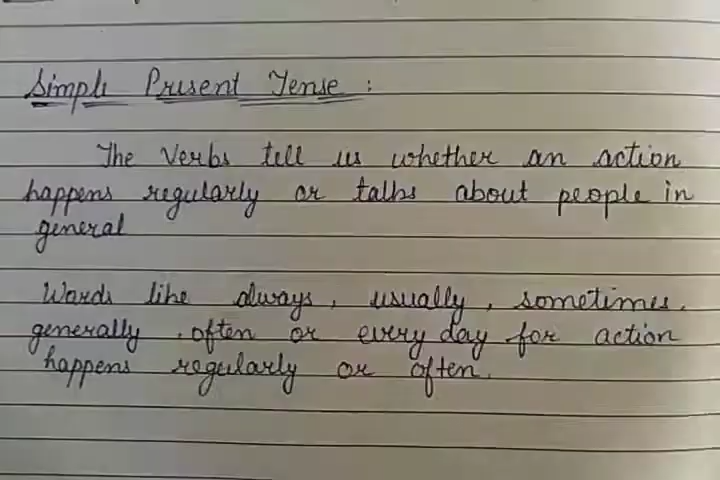 Simple Present Tense :
The Verbs tell us whether an action
happens regularly or talks about people in
general
Words like always, usually, sometimes,
generally, often or every day for action
happens regularly or often.